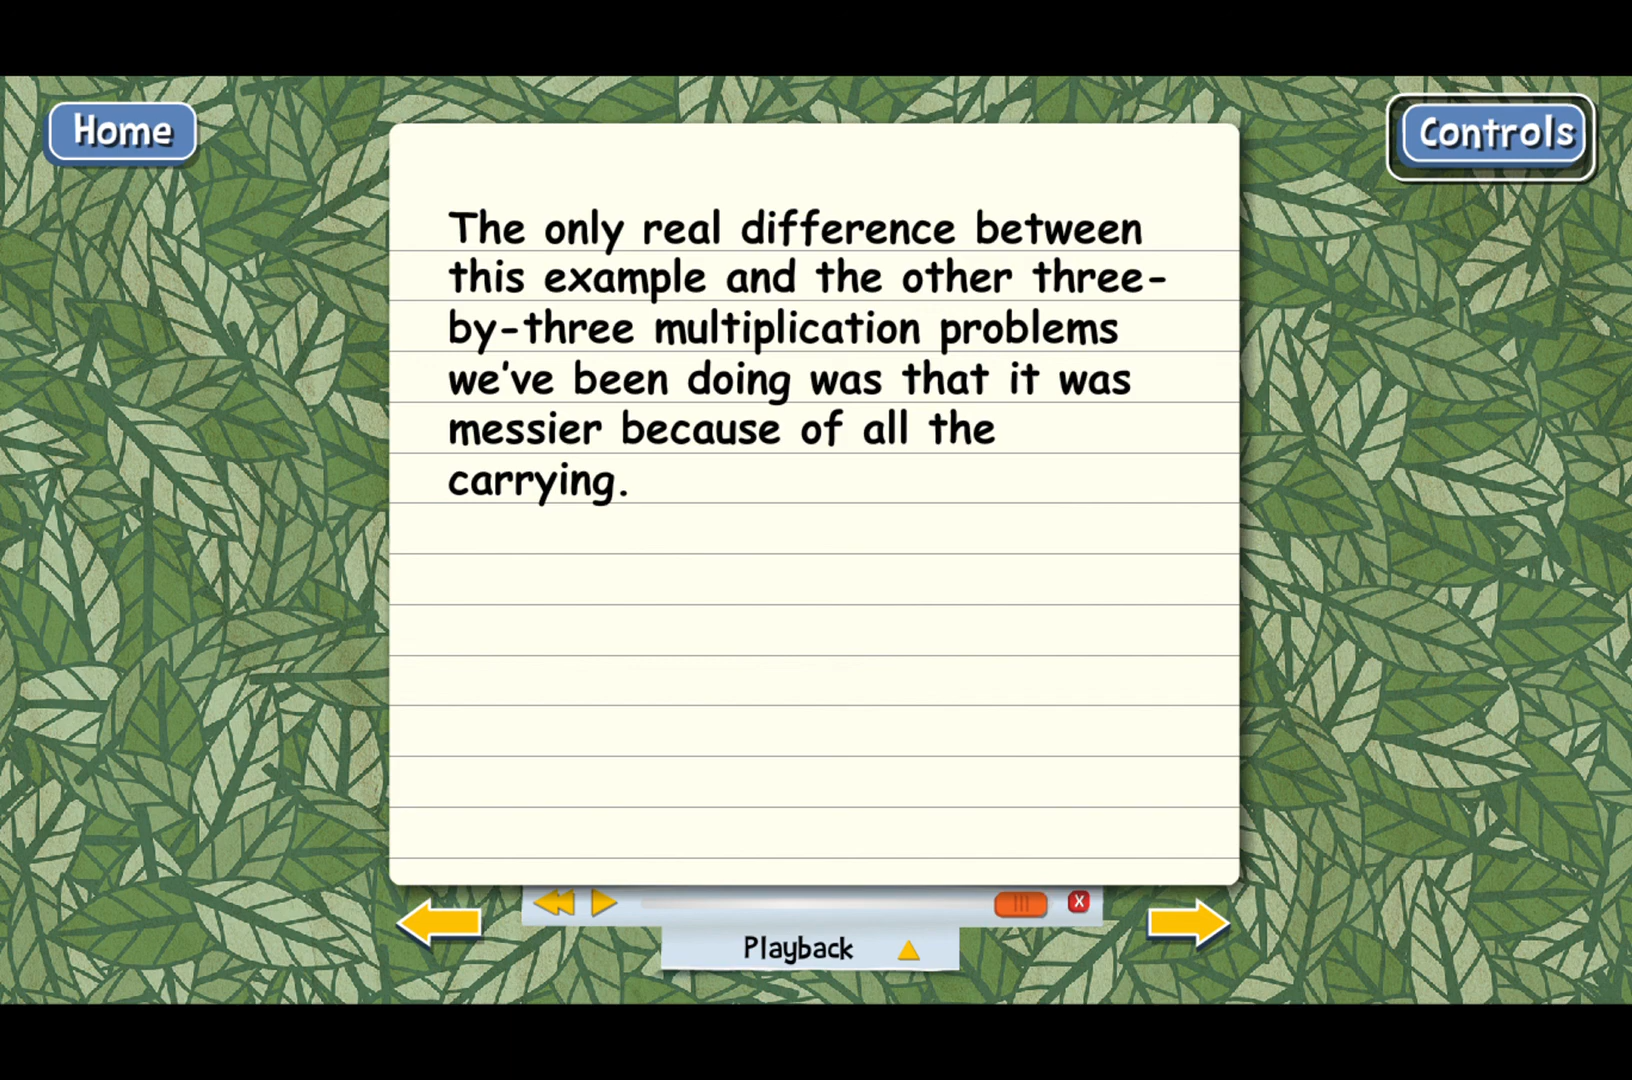 Home
Controls
The only real difference between
this example and the other three-
by-three multiplication problems
we've been doing was that it was
messier because of all the
carrying.
X
Playback